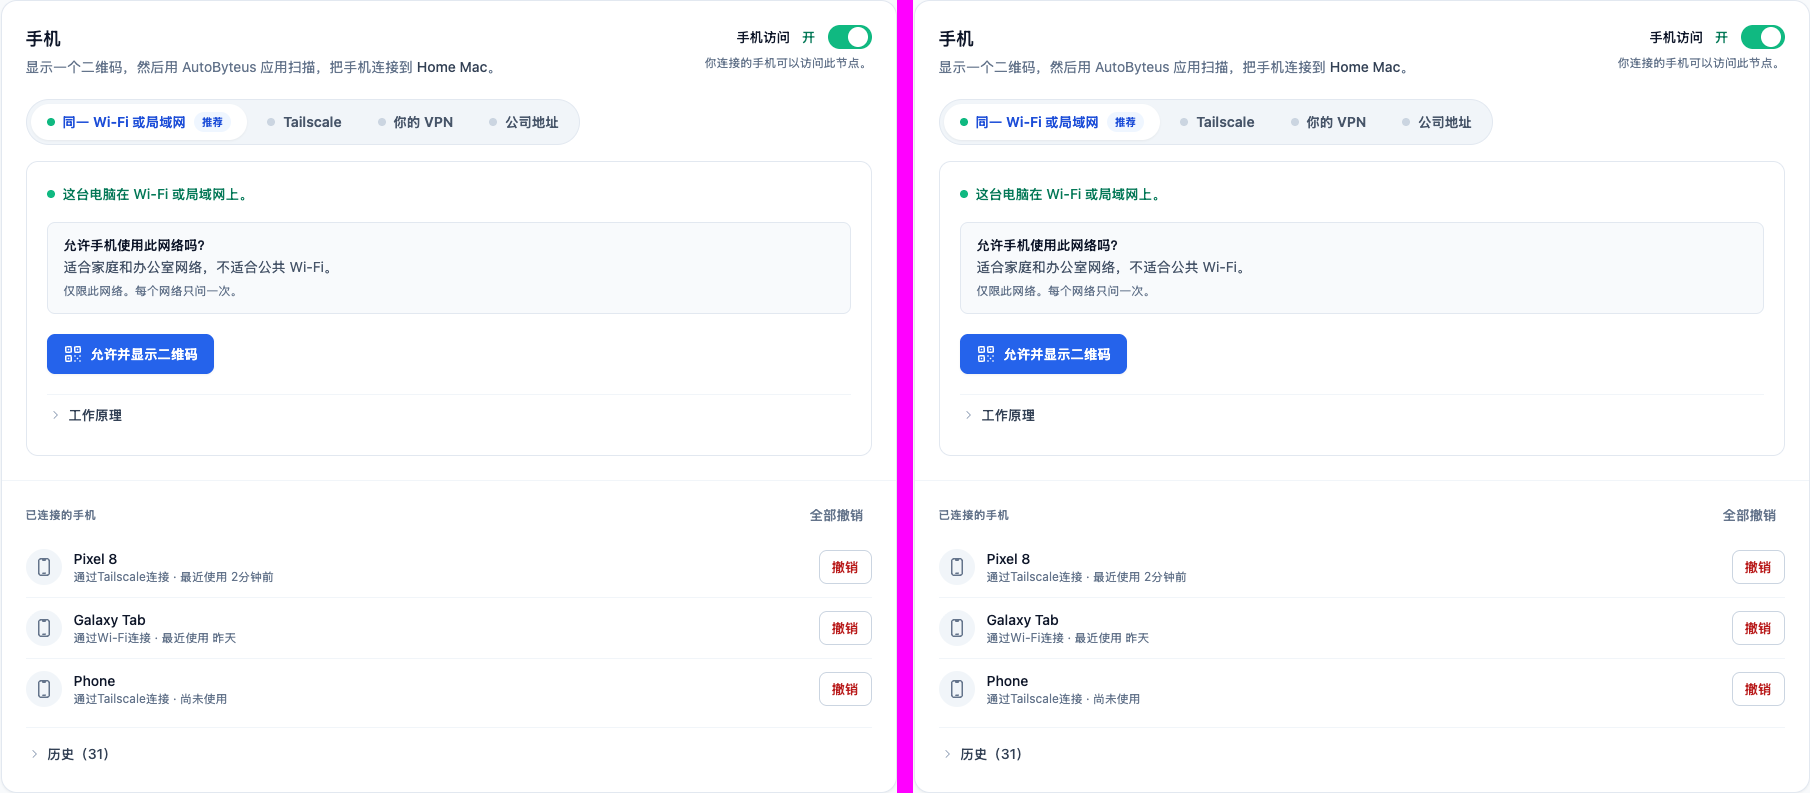 手机
手机访问 开
显示一个二维码，然后用 AutoByteus 应用扫描，把手机连接到 Home Mac。
你连接的手机可以访问此节点。
同一 Wi-Fi 或局域网 推荐 Tailscale 你的 VPN 公司地址
这台电脑在 Wi-Fi 或局域网上。
允许手机使用此网络吗?
适合家庭和办公室网络，不适合公共 Wi-Fi。
仅限此网络。每个网络只问一次。
允许并显示二维码
工作原理
已连接的手机 全部撤销
Pixel 8
通过Tailscale连接 · 最近使用 2分钟前
撤销
Galaxy Tab
通过Wi-Fi连接 · 最近使用 昨天
撤销
Phone
通过Tailscale连接 · 尚未使用
撤销
历史（31）
手机
手机访问 开
显示一个二维码，然后用 AutoByteus 应用扫描，把手机连接到 Home Mac。
你连接的手机可以访问此节点。
同一 Wi-Fi 或局域网 推荐 Tailscale 你的 VPN 公司地址
这台电脑在 Wi-Fi 或局域网上。
允许手机使用此网络吗?
适合家庭和办公室网络，不适合公共 Wi-Fi。
仅限此网络。每个网络只问一次。
允许并显示二维码
工作原理
已连接的手机 全部撤销
Pixel 8
通过Tailscale连接 · 最近使用 2分钟前
撤销
Galaxy Tab
通过Wi-Fi连接 · 最近使用 昨天
撤销
Phone
通过Tailscale连接 · 尚未使用
撤销
历史（31）